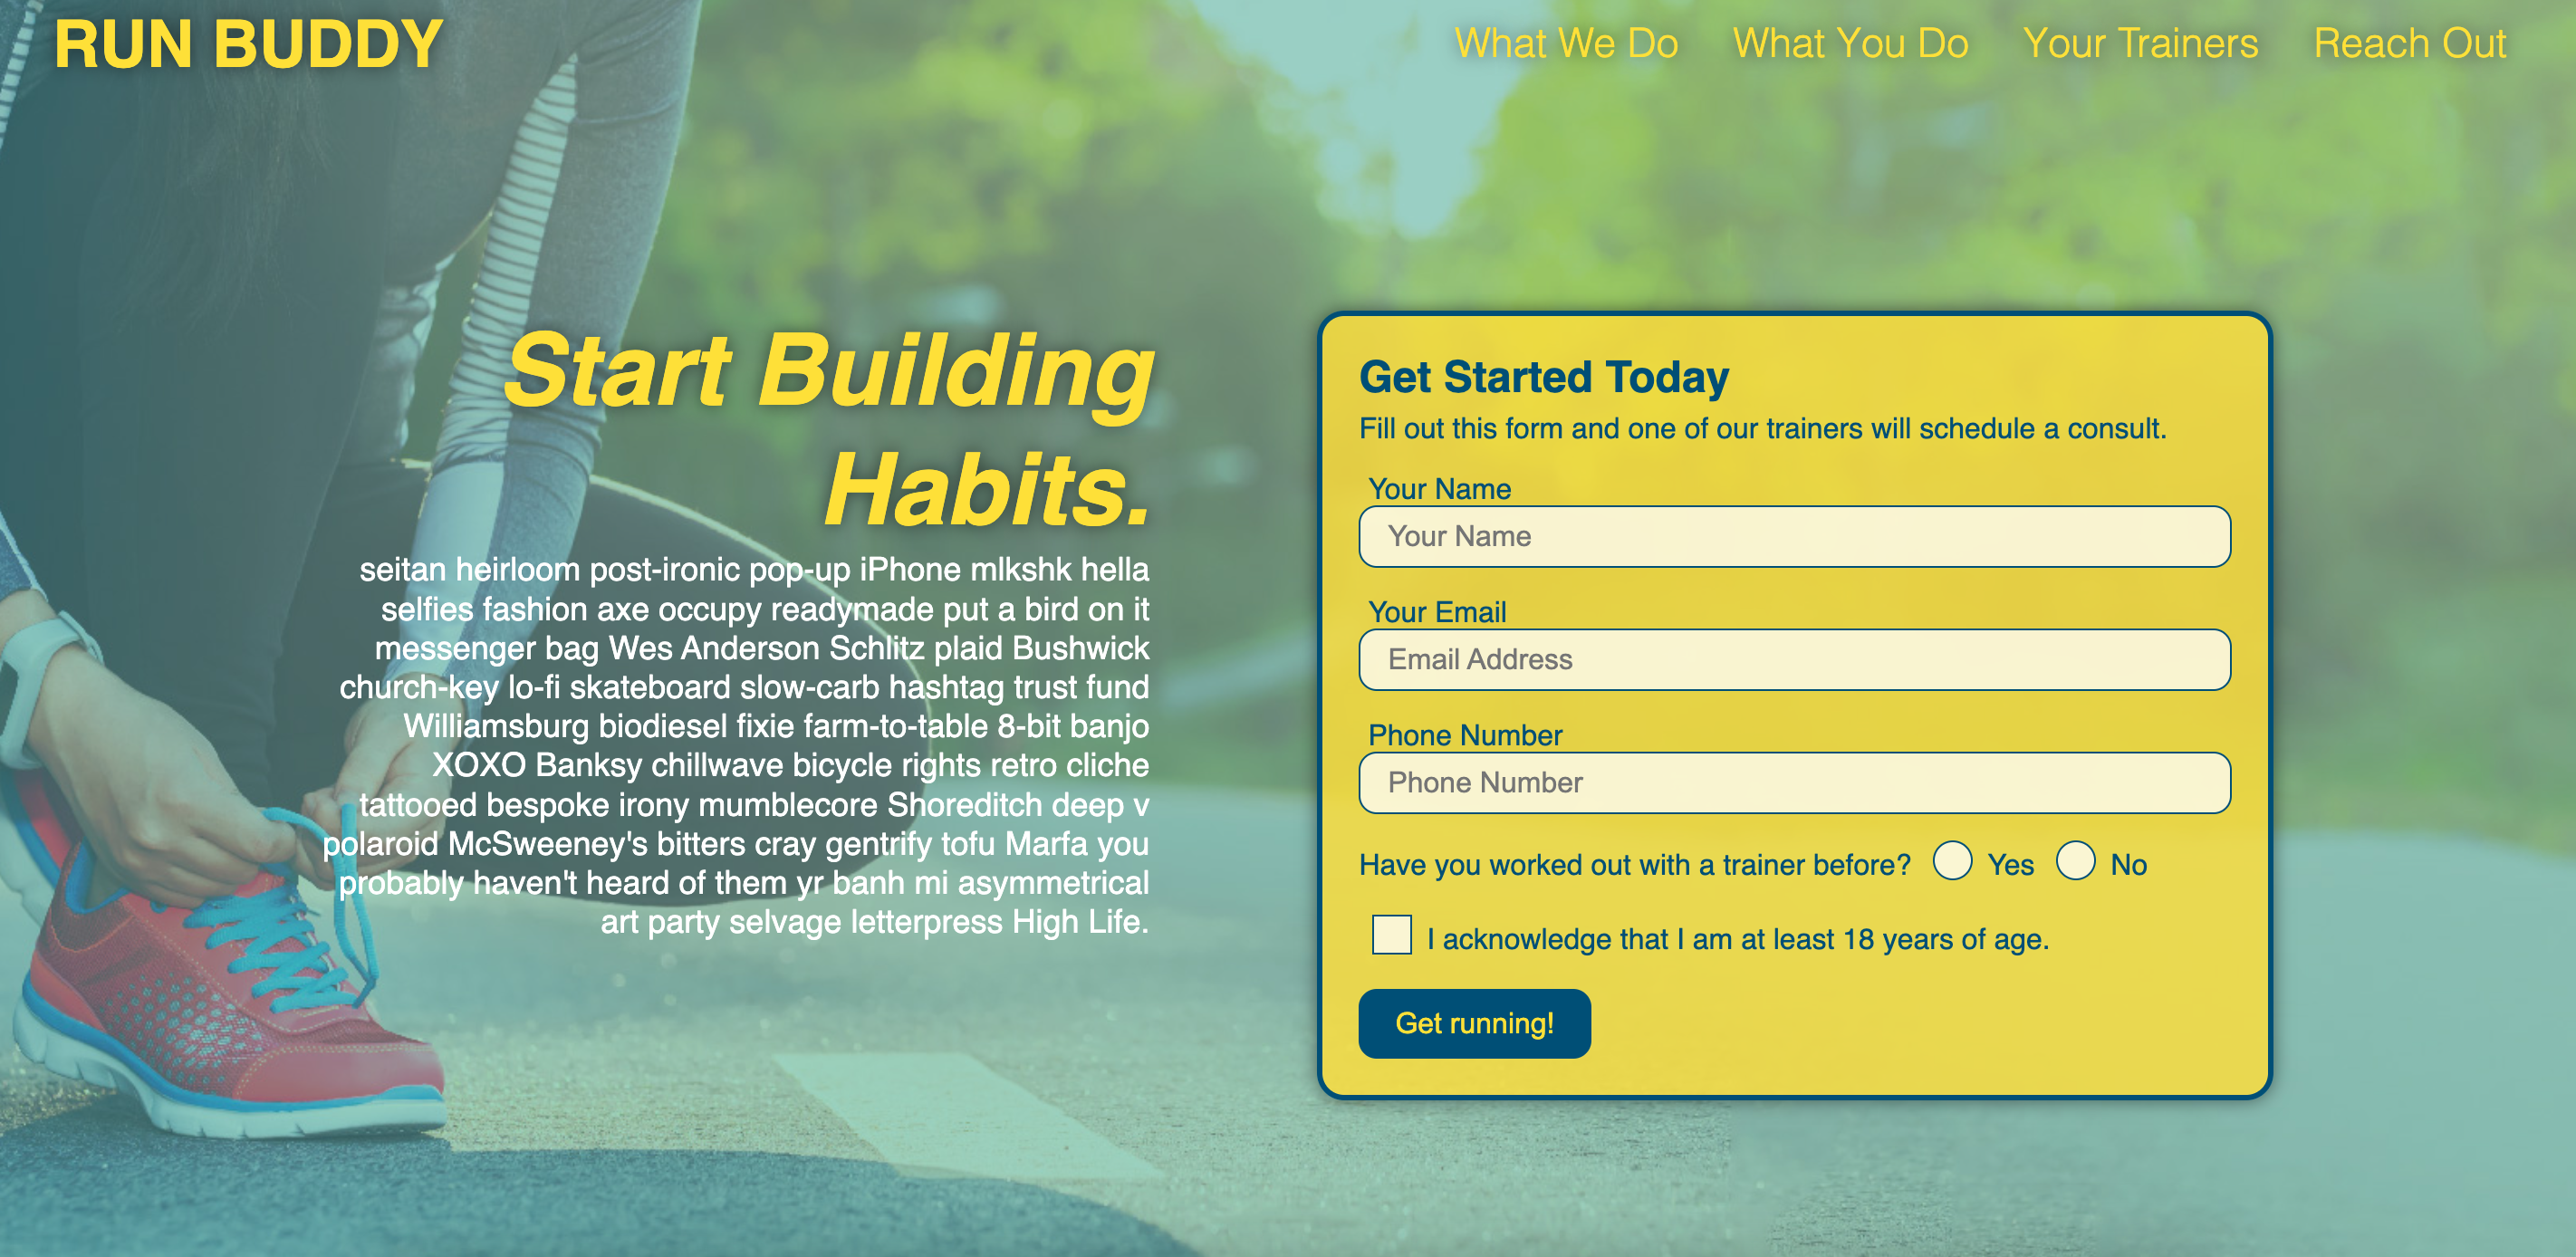 RUN BUDDY
What We Do What You Do Your Trainers Reach Out
Start Building
Habits.
seitan heirloom post-ironic pop-up iPhone mlkshk hella
selfies fashion axe occupy readymade put a bird on it
messenger bag Wes Anderson Schlitz plaid Bushwick
church-key lo-fi skateboard slow-carb hashtag trust fund
Williamsburg biodiesel fixie farm-to-table 8-bit banjo
XOXO Banksy chillwave bicycle rights retro cliche
tattooed bespoke irony mumblecore Shoreditch deep v
polaroid McSweeney's bitters cray gentrify tofu Marfa you
probably haven't heard of them yr banh mi asymmetrical
art party selvage letterpress High Life.
Get Started Today
Fill out this form and one of our trainers will schedule a consult.
Your Name
Your Name
Your Email
Email Address
Phone Number
Phone Number
Have you worked out with a trainer before? Yes No
I acknowledge that I am at least 18 years of age.
Get running!